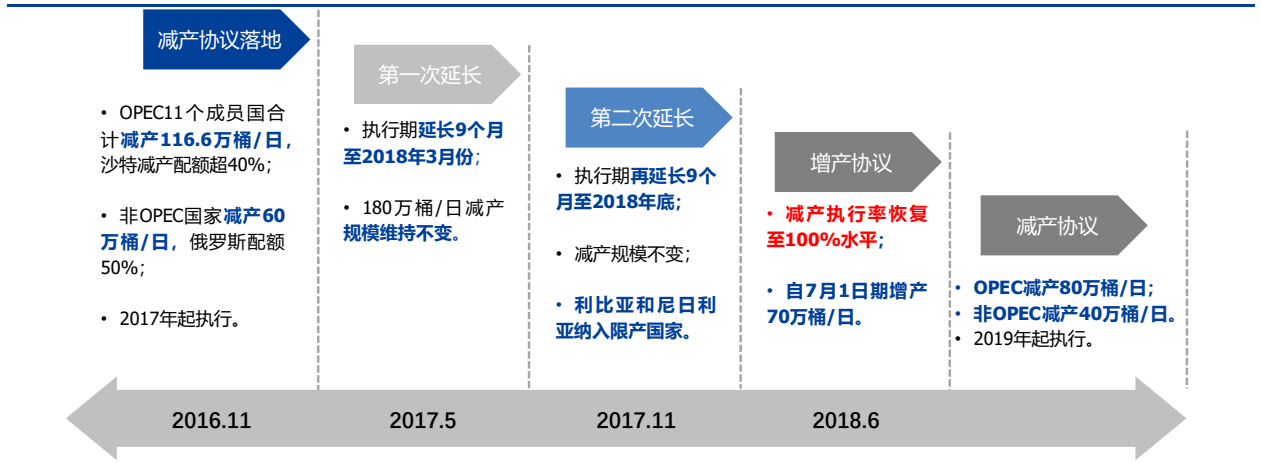 减产协议落地
• OPEC11个成员国合
计减产116.6万桶/日，
沙特减产配额超40%；
• 非OPEC国家减产60
万桶/日，俄罗斯配额
50%；
• 2017年起执行。
第一次延长
• 执行期延长9个月
至2018年3月份；
• 180万桶/日减产
规模维持不变。
第二次延长
• 执行期再延长9个
月至2018年底；
• 减产规模不变；
• 利比亚和尼日利
亚纳入限产国家。
增产协议
• 减产执行率恢复
至100%水平；
• 自7月1日期增产
70万桶/日。
减产协议
• OPEC减产80万桶/日；
• 非OPEC减产40万桶/日。
• 2019年起执行。
2016.11
2017.5
2017.11
2018.6